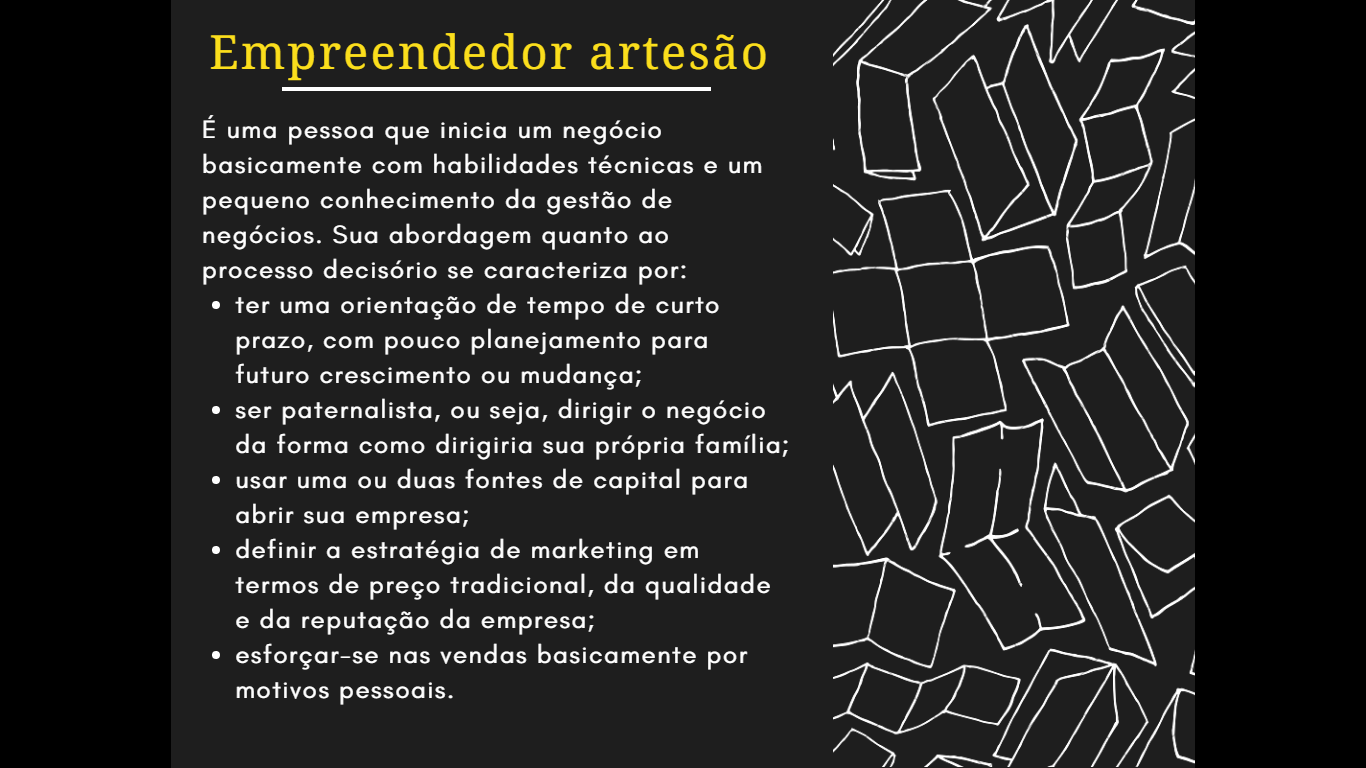 Empreendedor artesão
É uma pessoa que inicia um negócio
basicamente com habilidades técnicas e um
pequeno conhecimento da gestão de
negócios. Sua abordagem quanto ao
processo decisório se caracteriza por:
• ter uma orientação de tempo de curto
prazo, com pouco planejamento para
futuro crescimento ou mudança;
• ser paternalista, ou seja, dirigir o negócio
da forma como dirigiria sua própria família;
• usar uma ou duas fontes de capital para
abrir sua empresa;
• definir a estratégia de marketing em
termos de preço tradicional, da qualidade
e da reputação da empresa;
• esforçar-se nas vendas basicamente por
motivos pessoais.